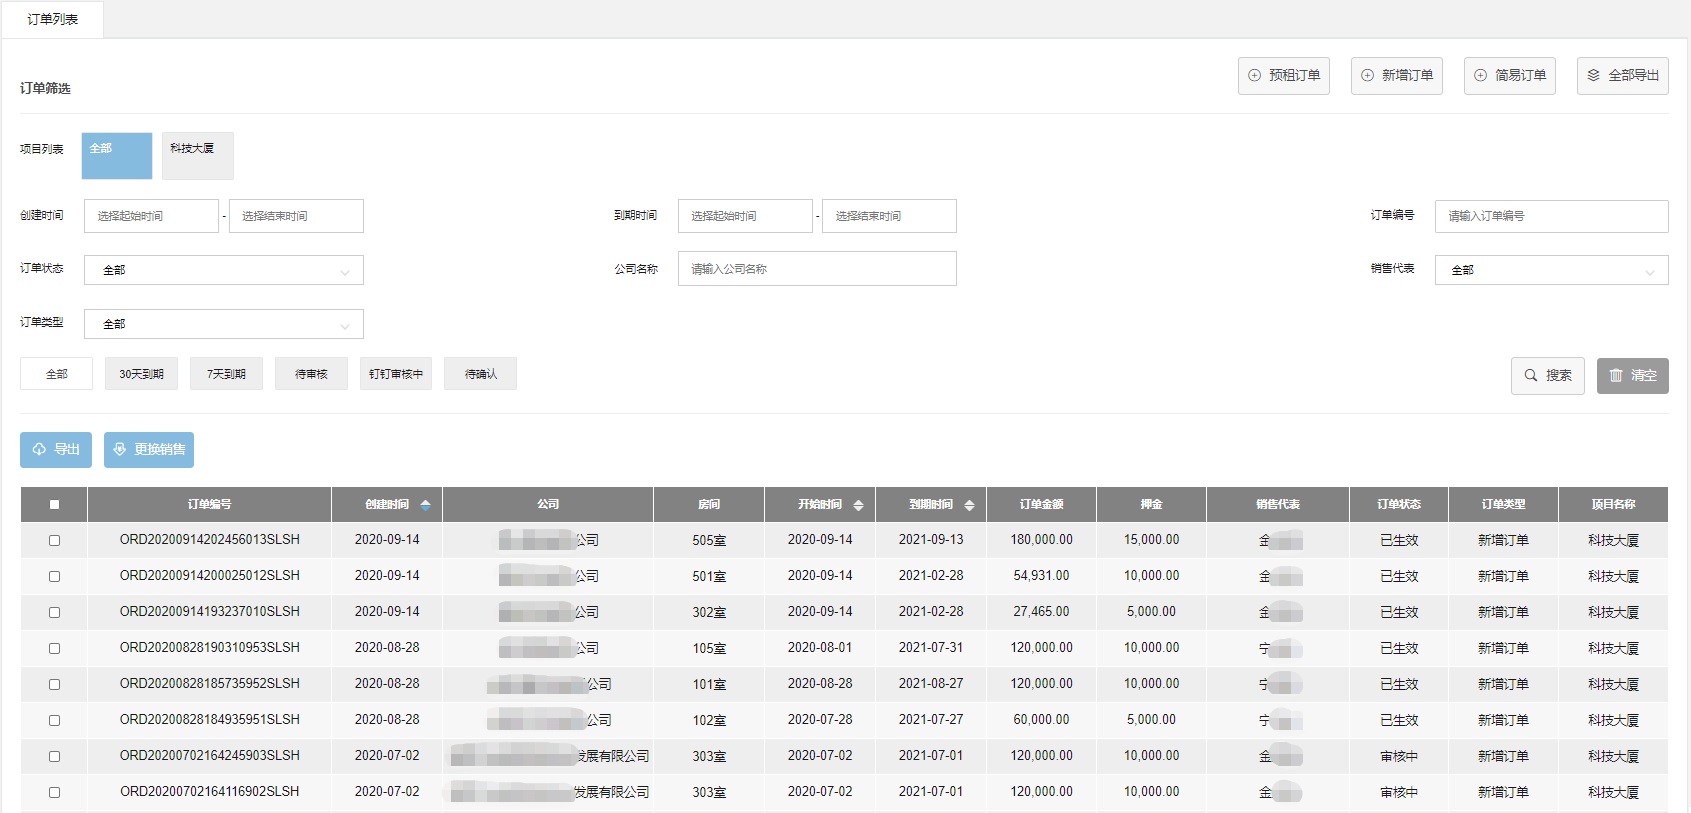 订单列表
订单筛选
预租订单 新增订单 简易订单 全部导出
项目列表 全部 科技大厦
创建时间 选择起始时间 - 选择结束时间 到期时间 选择起始时间 - 选择结束时间 订单编号 请输入订单编号
订单状态 全部 公司名称 请输入公司名称 销售代表 全部
订单类型 全部
全部 30天到期 7天到期 待审核 钉钉审核中 待确认 搜索 清空
导出 更换销售
订单编号 创建时间 公司 房间 开始时间 到期时间 订单金额 押金 销售代表 订单状态 订单类型 项目名称
ORD20200914202456013SLSH 2020-09-14 公司 505室 2020-09-14 2021-09-13 180,000.00 15,000.00 金 已生效 新增订单 科技大厦
ORD20200914200025012SLSH 2020-09-14 公司 501室 2020-09-14 2021-02-28 54,931.00 10,000.00 金 已生效 新增订单 科技大厦
ORD20200914193237010SLSH 2020-09-14 公司 302室 2020-09-14 2021-02-28 27,465.00 5,000.00 金 已生效 新增订单 科技大厦
ORD20200828190310953SLSH 2020-08-28 公司 105室 2020-08-01 2021-07-31 120,000.00 10,000.00 宁 已生效 新增订单 科技大厦
ORD20200828185735952SLSH 2020-08-28 公司 101室 2020-08-28 2021-08-27 120,000.00 10,000.00 宁 已生效 新增订单 科技大厦
ORD20200828184935951SLSH 2020-08-28 公司 102室 2020-07-28 2021-07-27 60,000.00 5,000.00 宁 已生效 新增订单 科技大厦
ORD20200702164245903SLSH 2020-07-02 发展有限公司 303室 2020-07-02 2021-07-01 120,000.00 10,000.00 金 审核中 新增订单 科技大厦
ORD20200702164116902SLSH 2020-07-02 发展有限公司 303室 2020-07-02 2021-07-01 120,000.00 10,000.00 金 审核中 新增订单 科技大厦